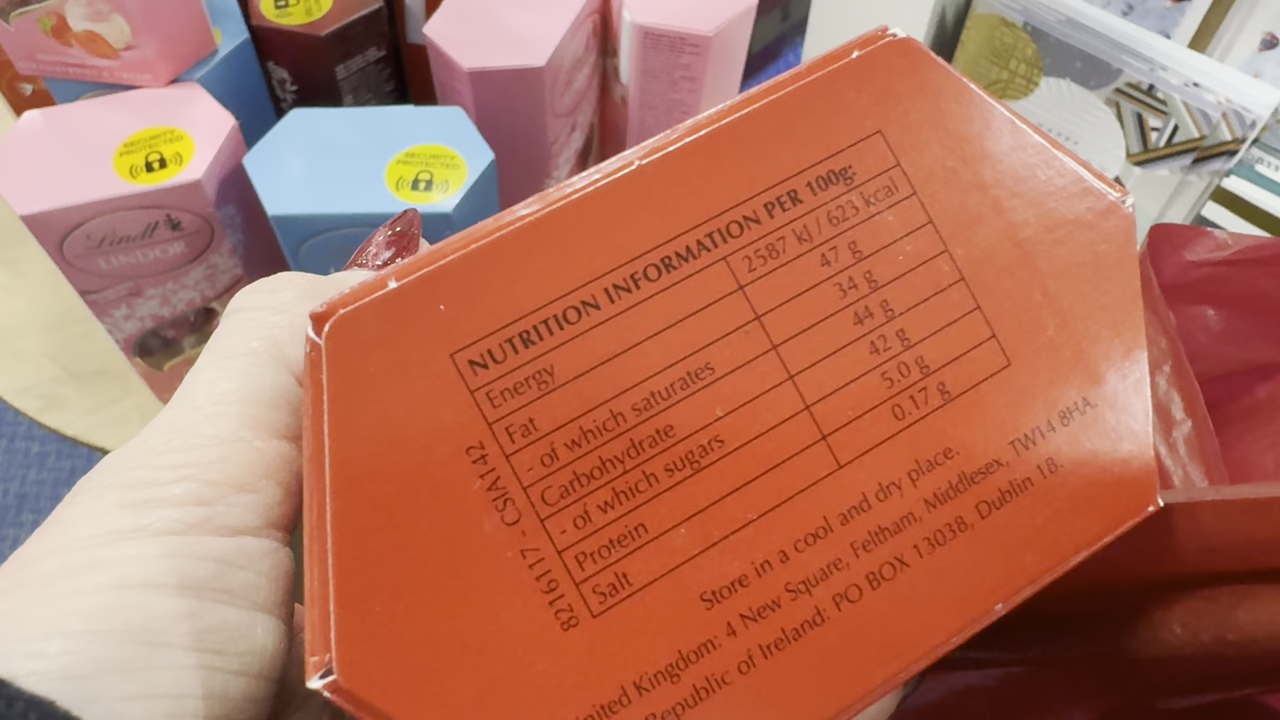 SECURITY
PROTECTED
SECURITY
PROTECTED
Lindt
LINDOR
NUTRITION INFORMATION PER 100g:
Energy 2587 kJ / 623 kcal
Fat 47 g
- of which saturates 34 g
Carbohydrate 44 g
- of which sugars 42 g
Protein 5.0 g
Salt 0.17 g
8216117 - CSIA142
Store in a cool and dry place.
Kingdom: 4 New Square, Feltham, Middlesex, TW14 8HA.
Republic of Ireland: PO BOX 13038, Dublin 18.